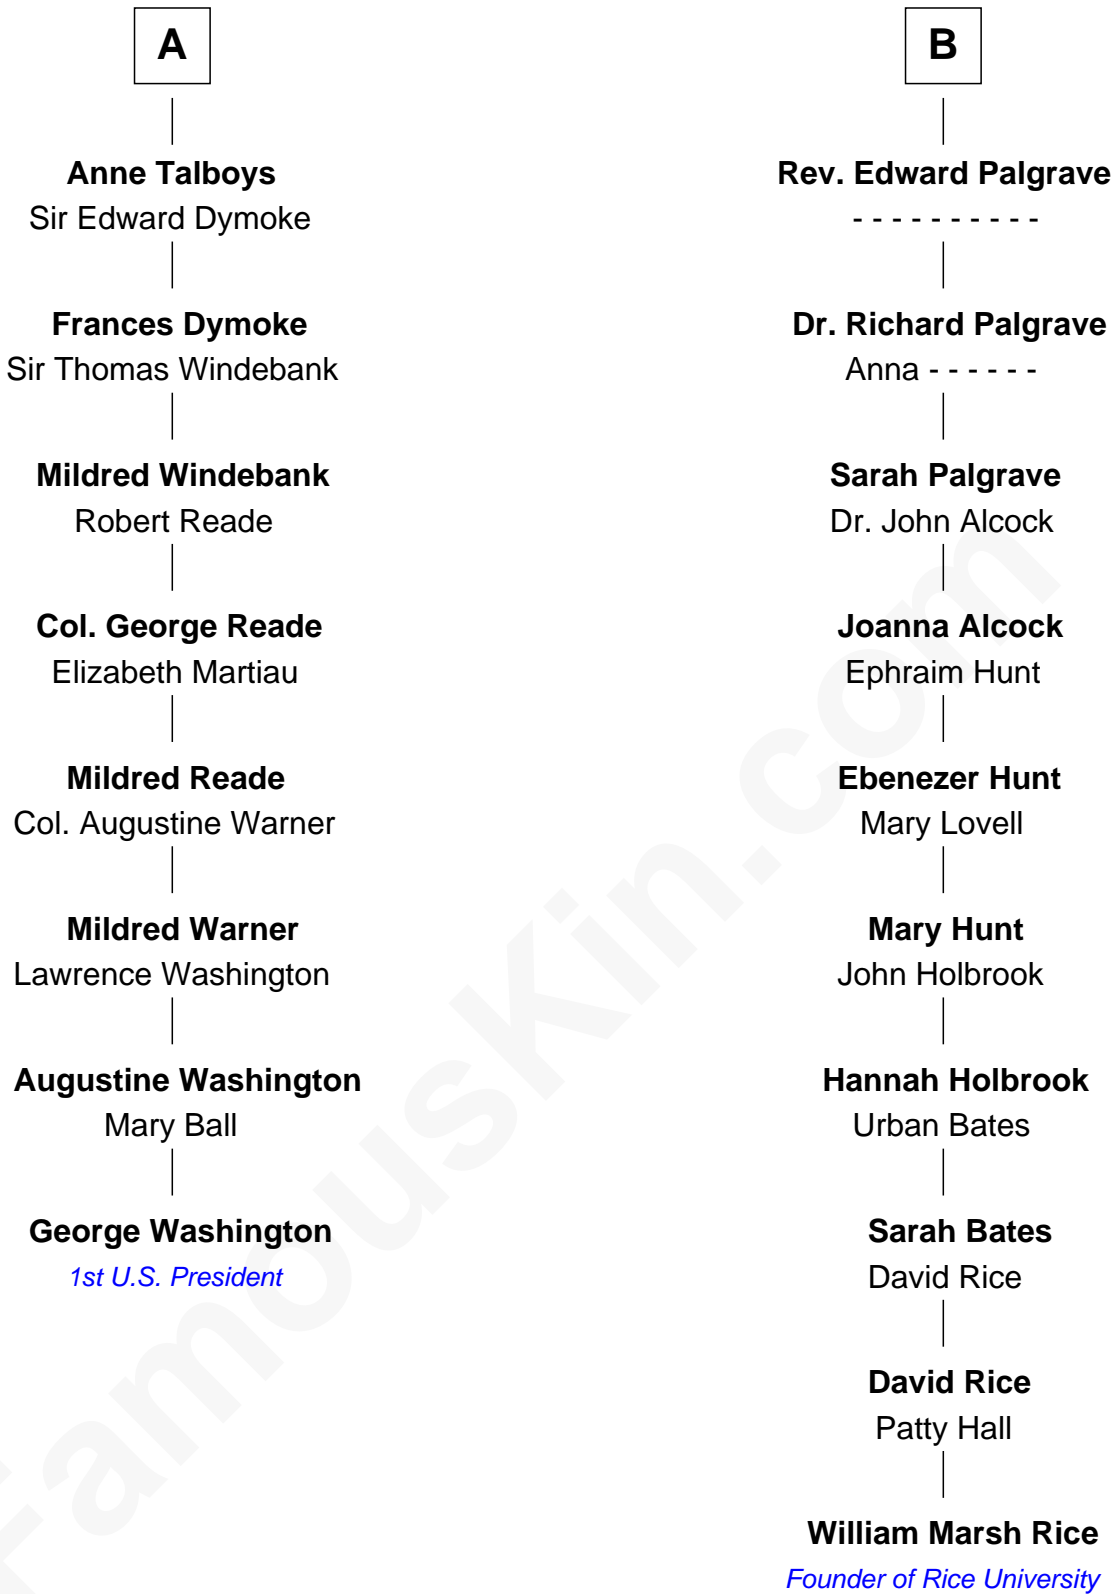 A
Anne Talboys
Sir Edward Dymoke
Frances Dymoke
Sir Thomas Windebank
Mildred Windebank
Robert Reade
Col. George Reade
Elizabeth Martiau
Mildred Reade
Col. Augustine Warner
Mildred Warner
Lawrence Washington
Augustine Washington
Mary Ball
George Washington
1st U.S. President
B
Rev. Edward Palgrave
- - - - - - - - - -
Dr. Richard Palgrave
Anna - - - - - -
Sarah Palgrave
Dr. John Alcock
Joanna Alcock
Ephraim Hunt
Ebenezer Hunt
Mary Lovell
Mary Hunt
John Holbrook
Hannah Holbrook
Urban Bates
Sarah Bates
David Rice
David Rice
Patty Hall
William Marsh Rice
Founder of Rice University
FamousKin.com